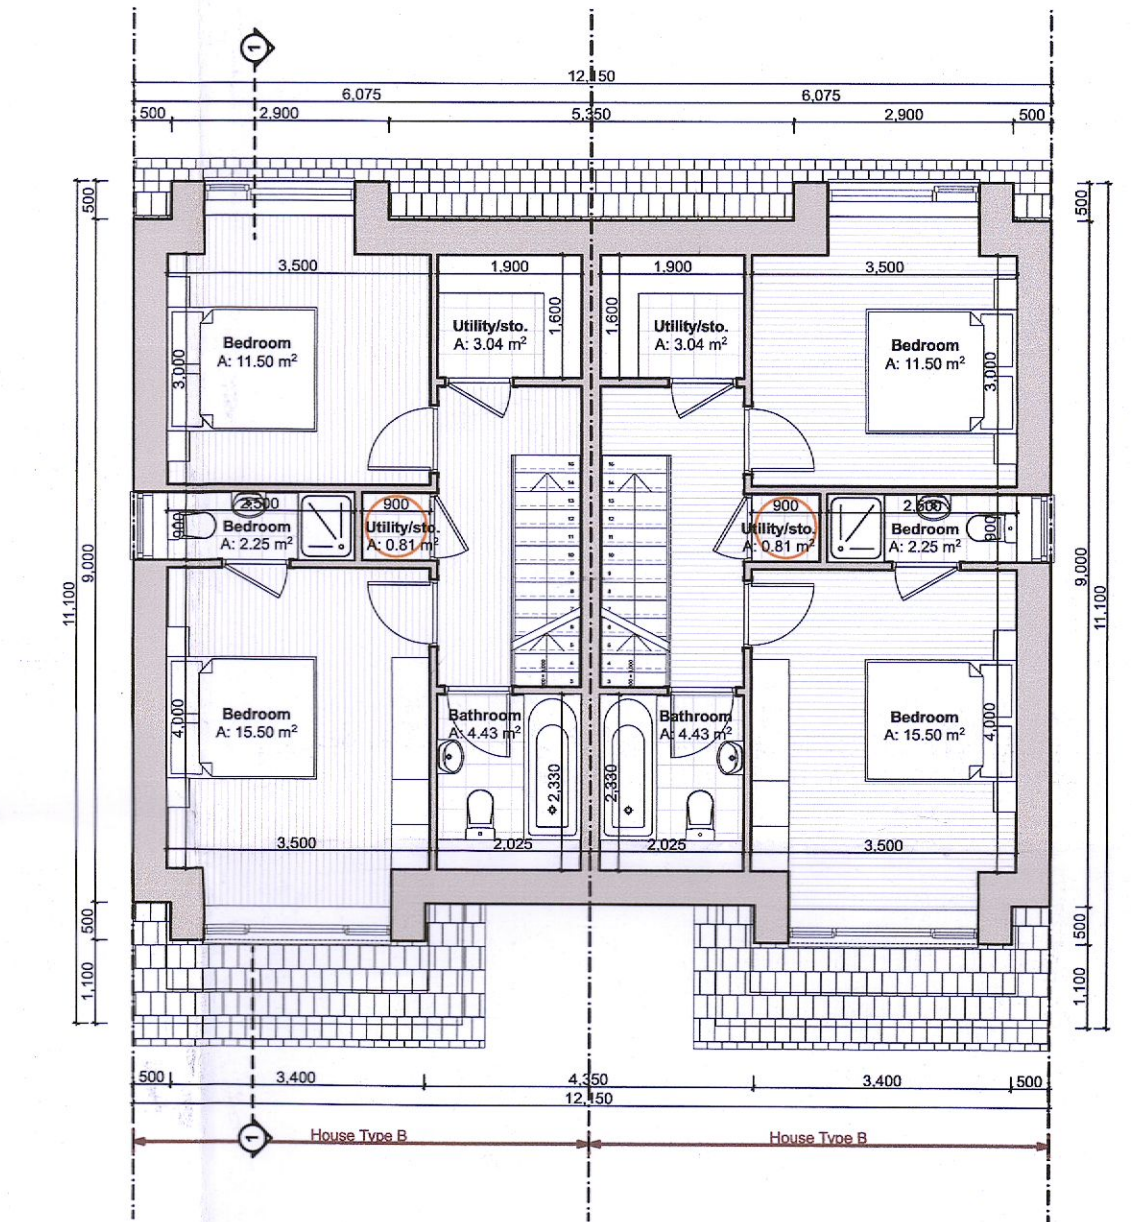 1
12,150
6,075
6,075
500
2,900
5,350
2,900
500
500
500
3,500
1,900
1,900
3,500
1,600
1,600
Utility/sto.
A: 3.04 m²
Utility/sto.
A: 3.04 m²
Bedroom
A: 11.50 m²
Bedroom
A: 11.50 m²
3,000
3,000
2,500
900
900
900
900
Bedroom
A: 2.25 m²
Utility/sto.
A: 0.81 m²
Utility/sto.
A: 0.81 m²
Bedroom
A: 2.25 m²
9,000
9,000
11,100
11,100
4,000
4,000
Bedroom
A: 15.50 m²
Bathroom
A: 4.43 m²
Bathroom
A: 4.43 m²
Bedroom
A: 15.50 m²
2,330
2,330
3,500
2,025
2,025
3,500
500
500
1,100
1,100
500
3,400
4,350
3,400
500
12,150
1
House Type B
House Type B